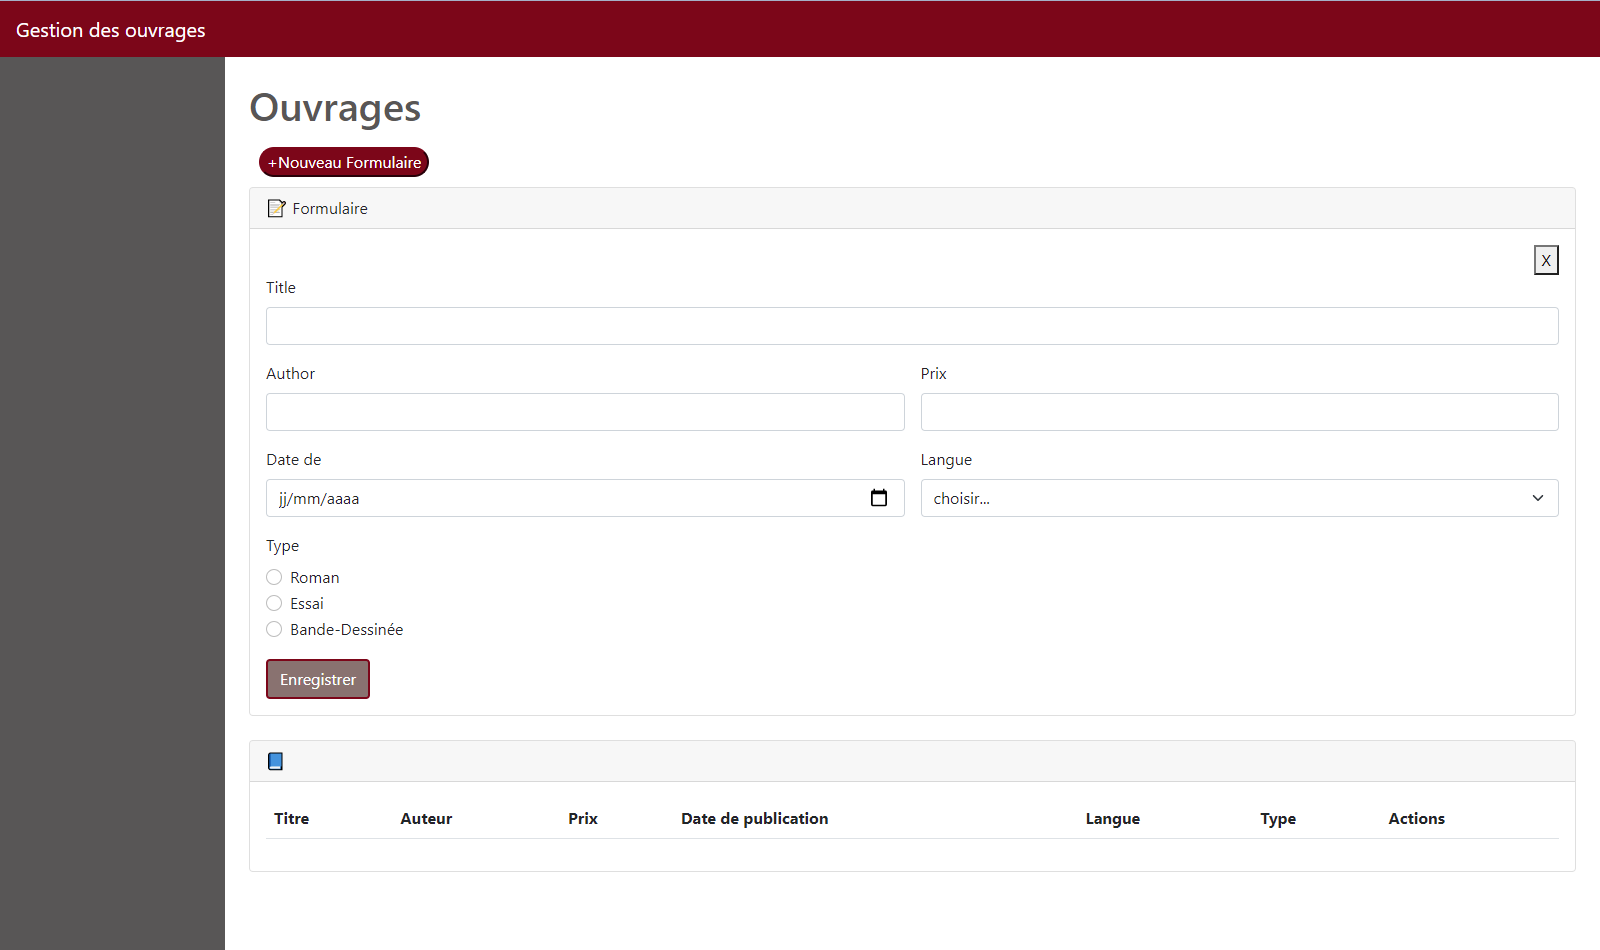 Gestion des ouvrages
Ouvrages
+Nouveau Formulaire
Formulaire
X
Title
Author Prix
Date de Langue
jj/mm/aaaa choisir...
Type
Roman
Essai
Bande-Dessinée
Enregistrer
Titre Auteur Prix Date de publication Langue Type Actions